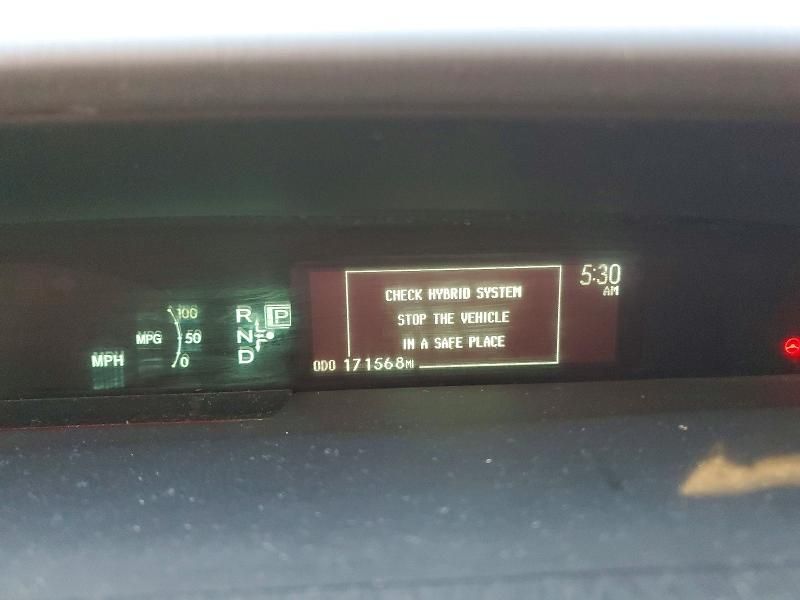 100
MPG 50
MPH 0
R P
N
D
CHECK HYBRID SYSTEM
STOP THE VEHICLE
IN A SAFE PLACE
ODO 171568MI
5:30
AM